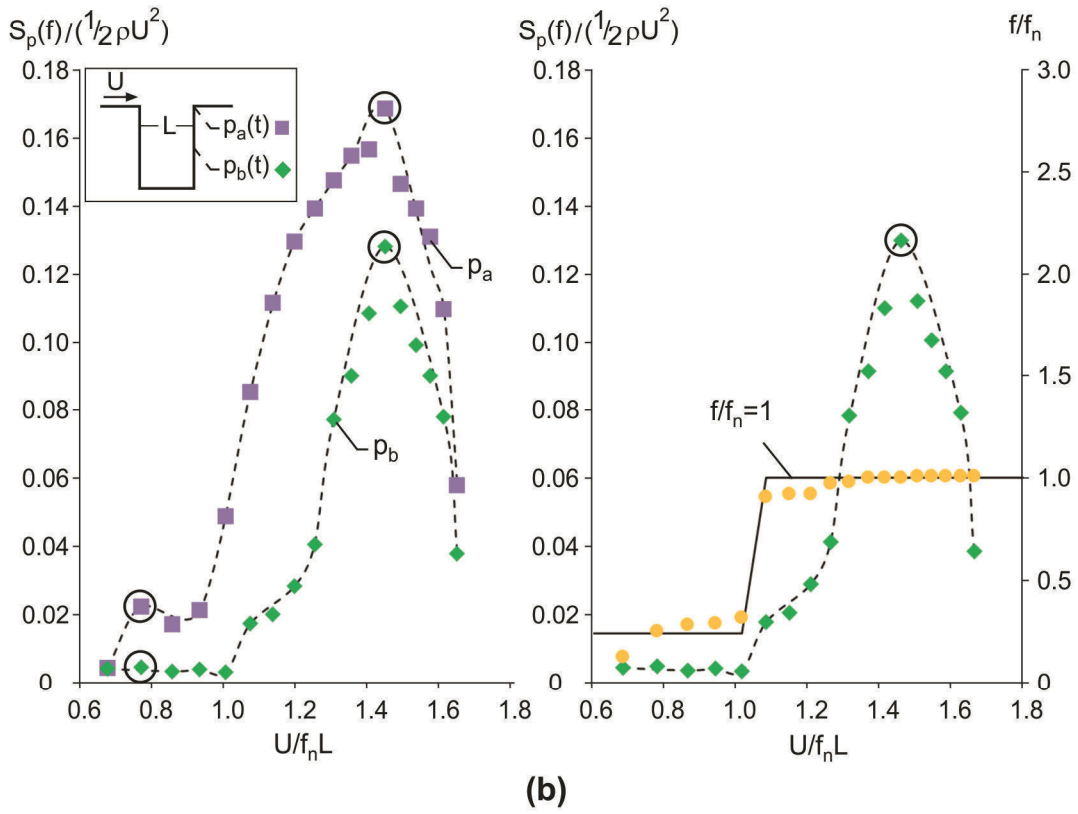 S_p(f)/(1/2 ρU²)
0.18
0.16
0.14
0.12
0.10
0.08
0.06
0.04
0.02
0
U
L
p_a(t)
p_b(t)
p_a
p_b
0.6 0.8 1.0 1.2 1.4 1.6 1.8
U/f_nL
S_p(f)/(1/2 ρU²)
f/f_n
0.18
0.16
0.14
0.12
0.10
0.08
0.06
0.04
0.02
0
f/f_n=1
3.0
2.5
2.0
1.5
1.0
0.5
0
0.6 0.8 1.0 1.2 1.4 1.6 1.8
U/f_nL
(b)